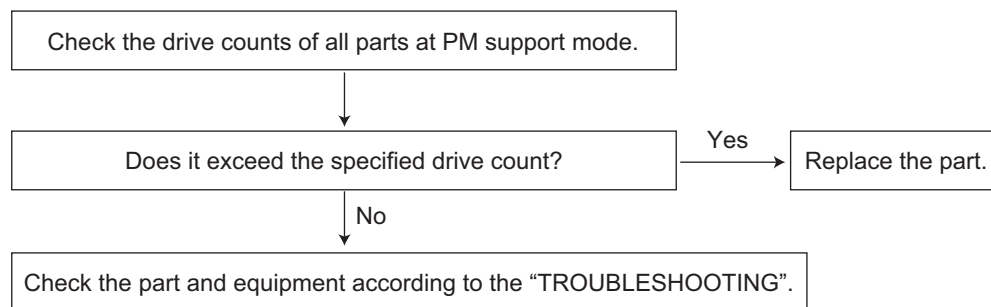 Check the drive counts of all parts at PM support mode.
Does it exceed the specified drive count?
Yes
Replace the part.
No
Check the part and equipment according to the “TROUBLESHOOTING”.